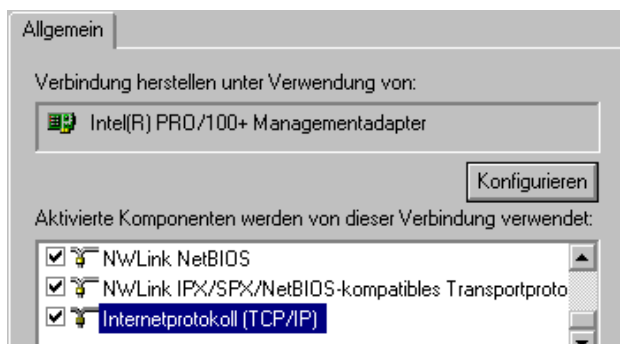 Allgemein
Verbindung herstellen unter Verwendung von:
Intel(R) PRO/100+ Managementadapter
Konfigurieren
Aktivierte Komponenten werden von dieser Verbindung verwendet:
NWLink NetBIOS
NWLink IPX/SPX/NetBIOS-kompatibles Transportproto
Internetprotokoll (TCP/IP)